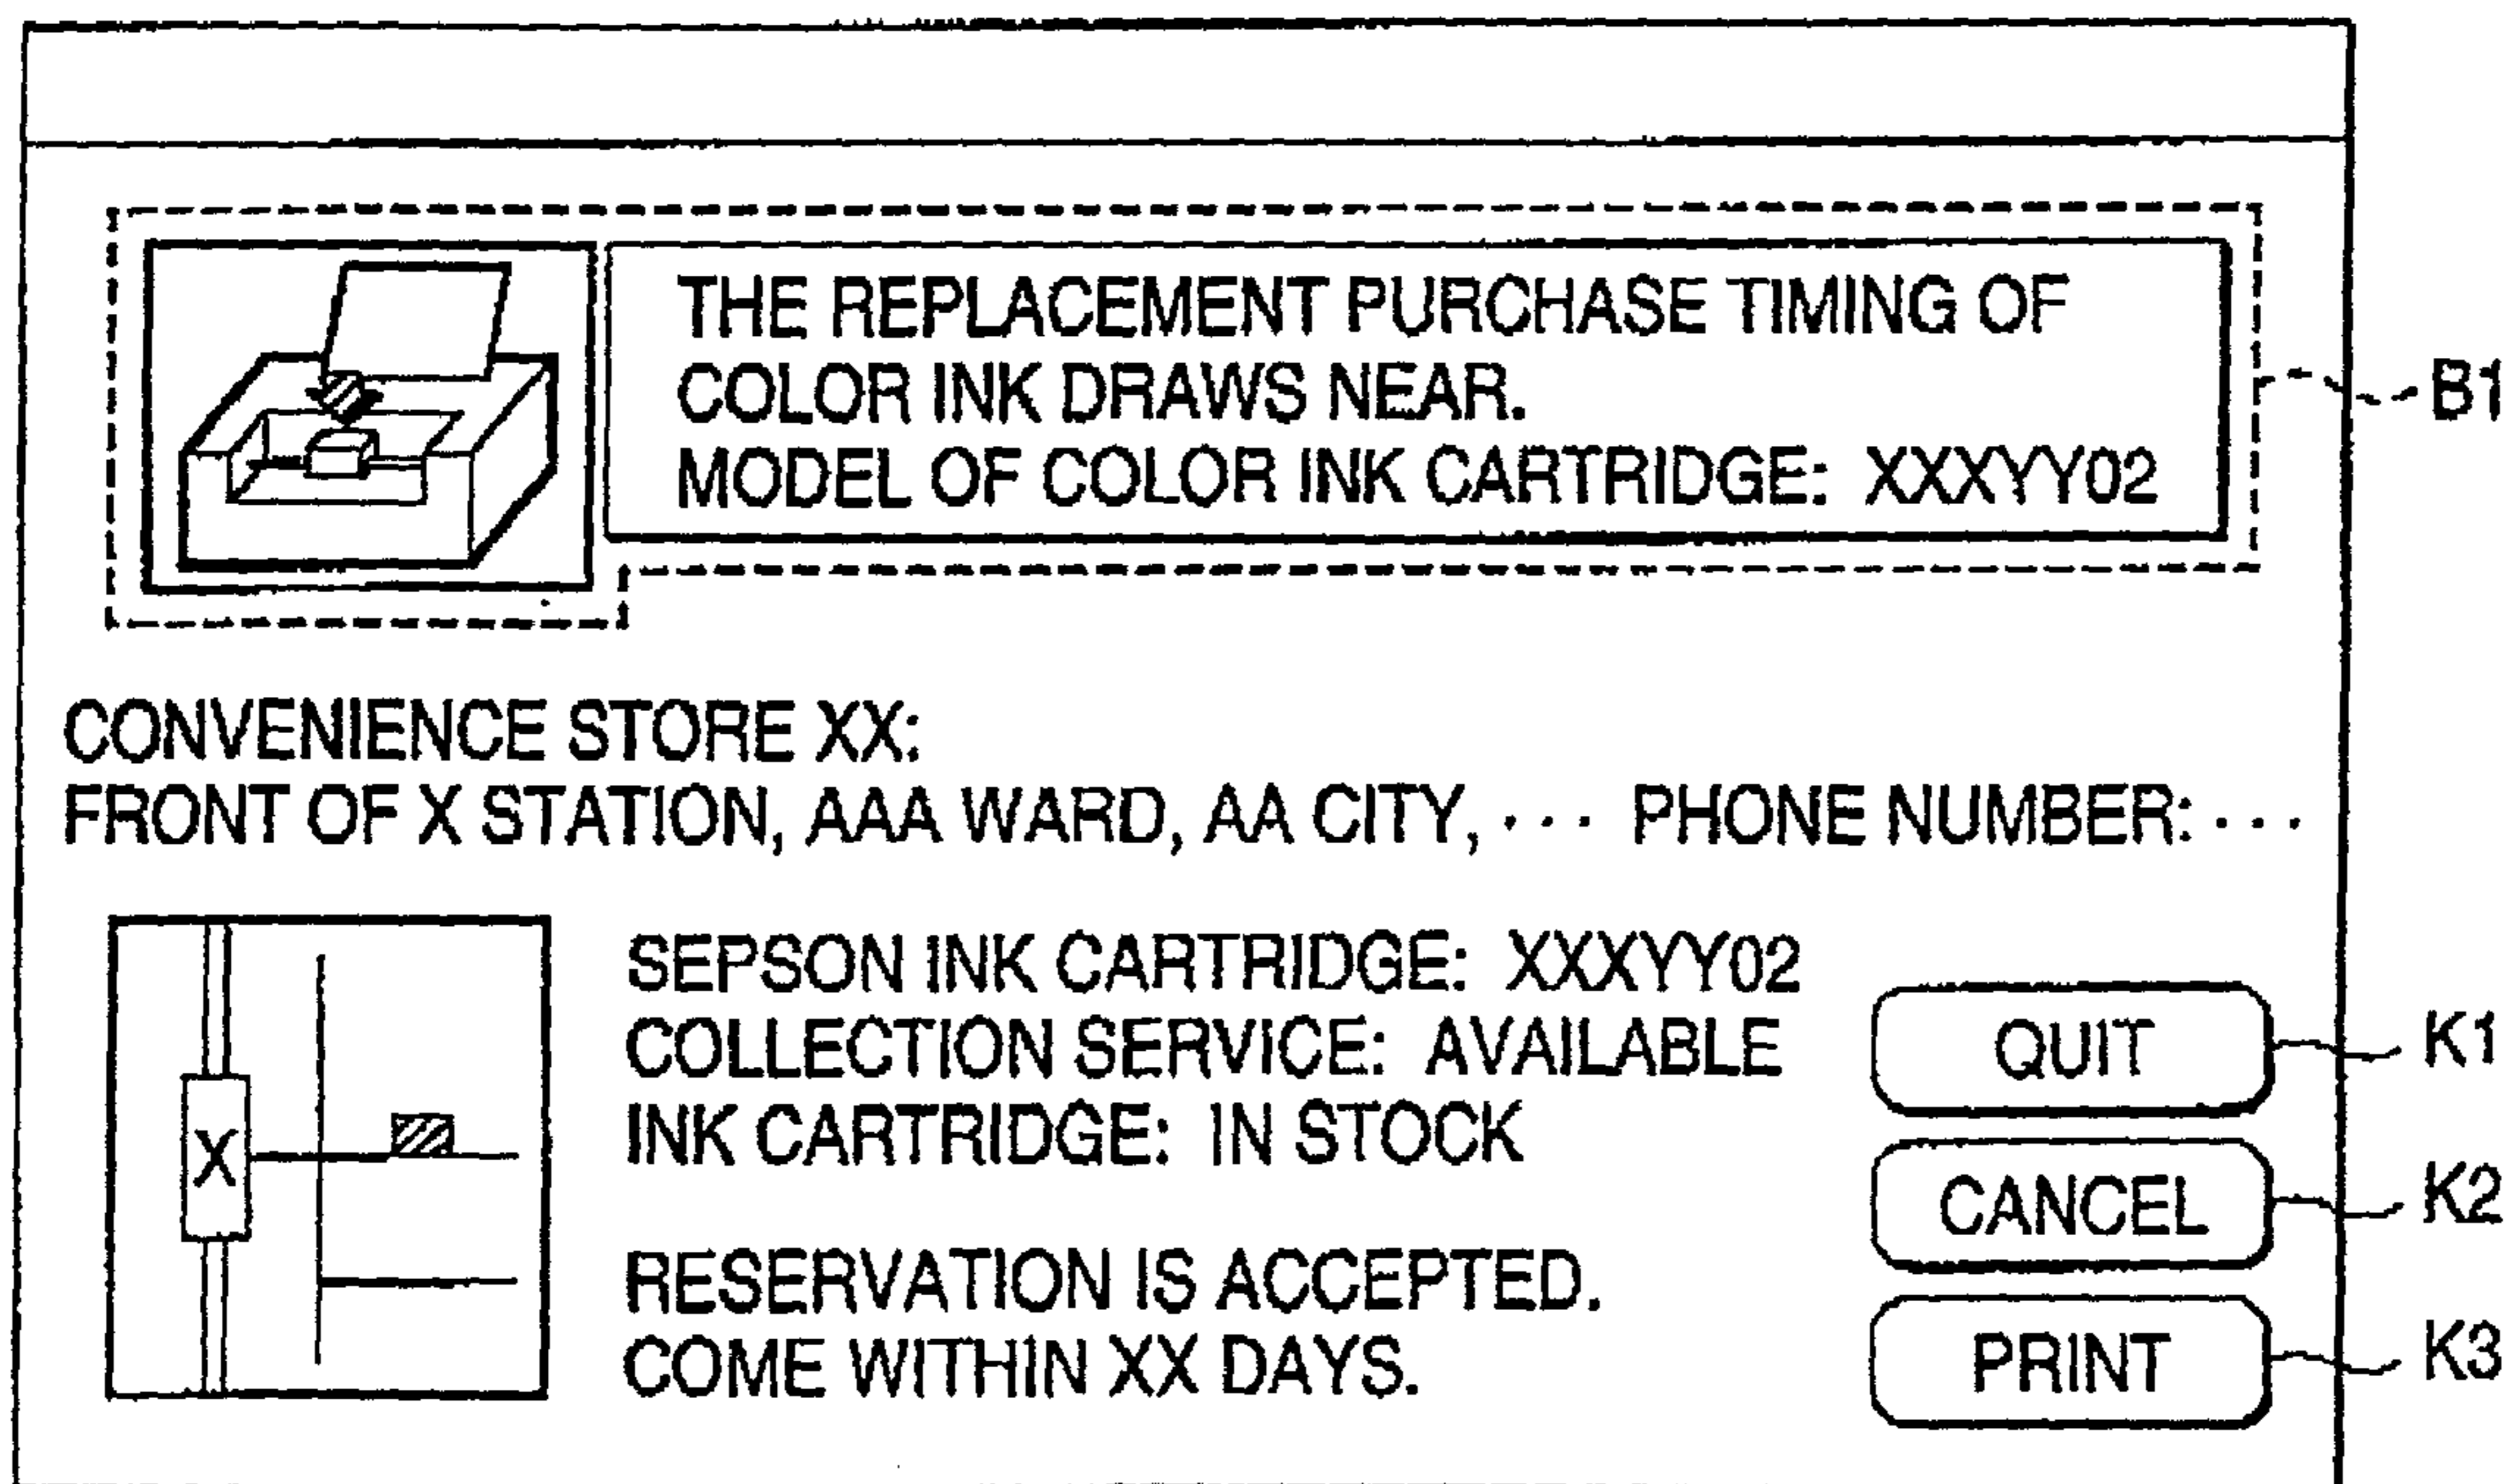 THE REPLACEMENT PURCHASE TIMING OF
COLOR INK DRAWS NEAR.
MODEL OF COLOR INK CARTRIDGE: XXXYY02
B1
CONVENIENCE STORE XX:
FRONT OF X STATION, AAA WARD, AA CITY, ··· PHONE NUMBER: ···
X
SEPSON INK CARTRIDGE: XXXYY02
COLLECTION SERVICE: AVAILABLE
INK CARTRIDGE: IN STOCK
RESERVATION IS ACCEPTED.
COME WITHIN XX DAYS.
QUIT K1
CANCEL K2
PRINT K3